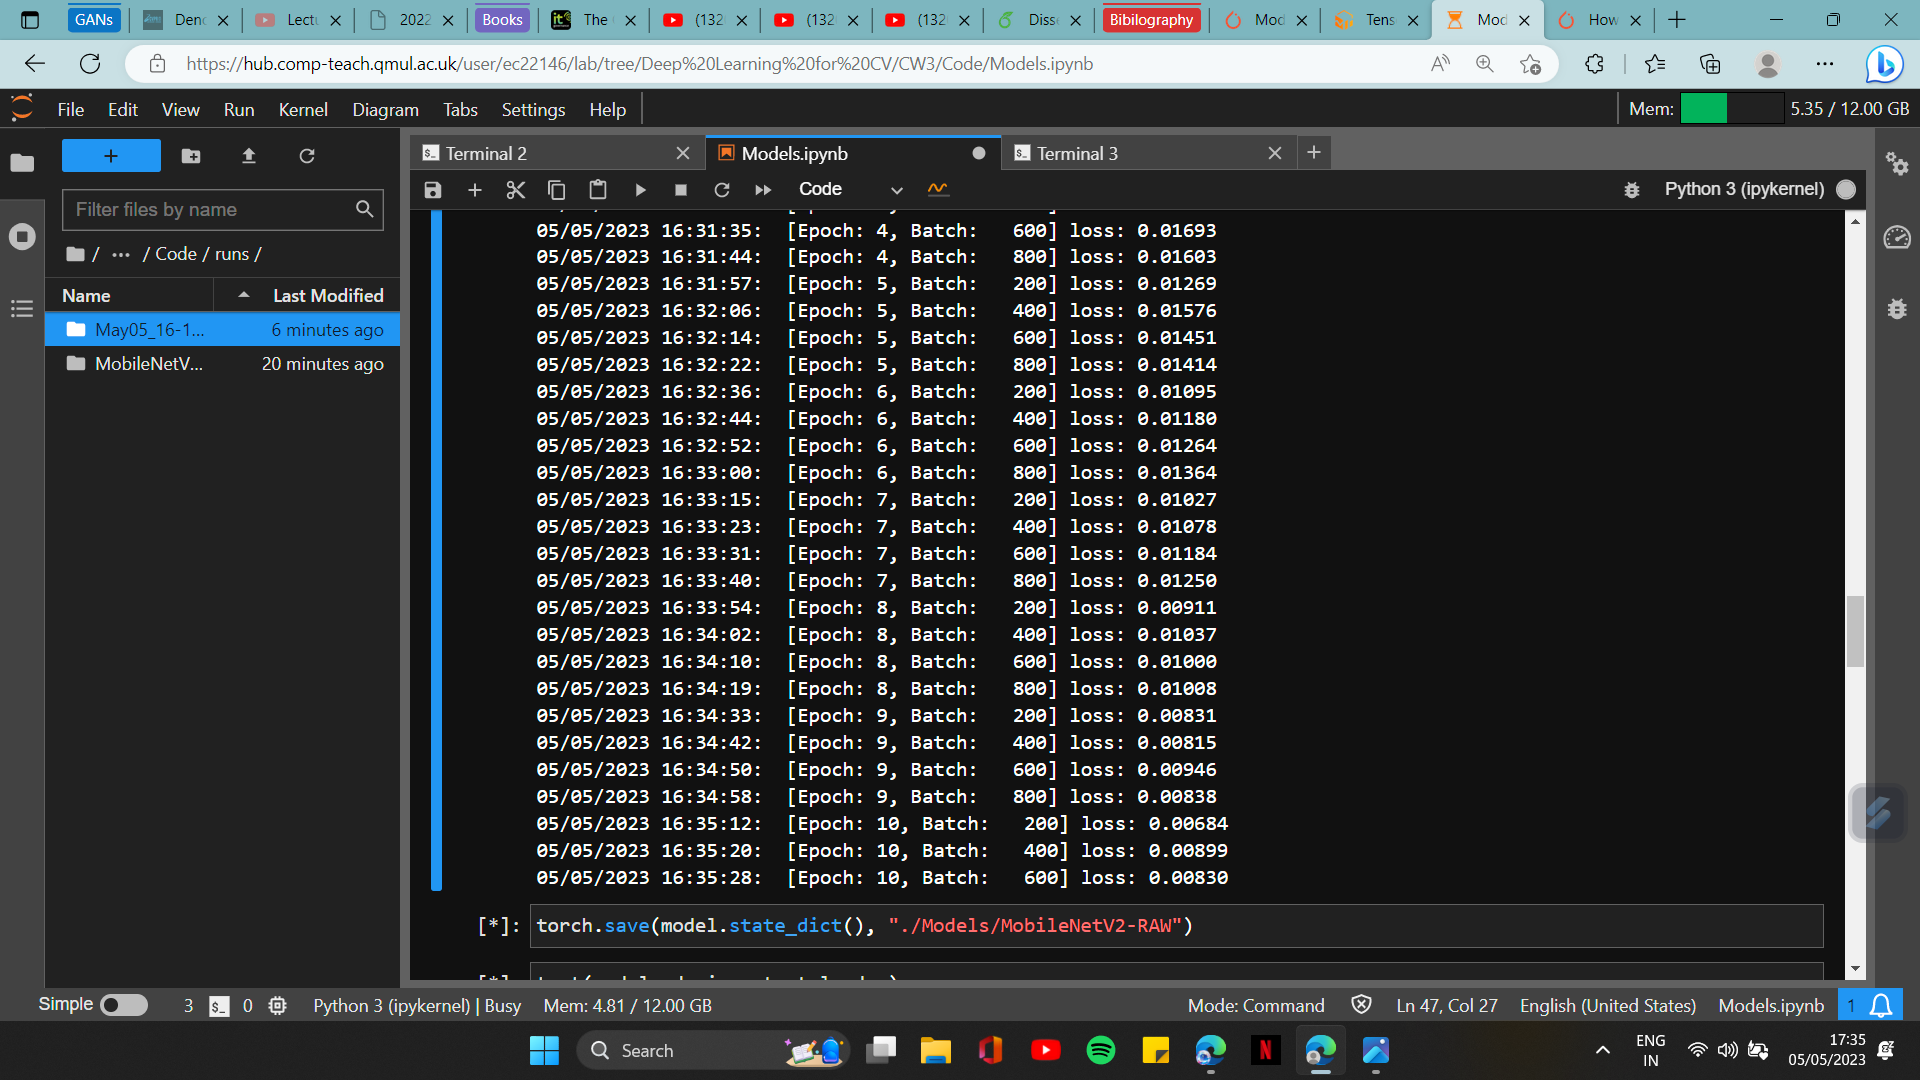 GANs
Den
Lect
2022
Books
The
(132
(132
(132
Diss
Bibilography
Mod
Tens
Mod
How
https://hub.comp-teach.qmul.ac.uk/user/ec22146/lab/tree/Deep%20Learning%20for%20CV/CW3/Code/Models.ipynb
File Edit View Run Kernel Diagram Tabs Settings Help
Mem: 5.35 / 12.00 GB
Terminal 2
Models.ipynb
Terminal 3
Code
Python 3 (ipykernel)
Filter files by name
/ ··· / Code / runs /
Name Last Modified
May05_16-1... 6 minutes ago
MobileNetV... 20 minutes ago
05/05/2023 16:31:35: [Epoch: 4, Batch: 600] loss: 0.01693
05/05/2023 16:31:44: [Epoch: 4, Batch: 800] loss: 0.01603
05/05/2023 16:31:57: [Epoch: 5, Batch: 200] loss: 0.01269
05/05/2023 16:32:06: [Epoch: 5, Batch: 400] loss: 0.01576
05/05/2023 16:32:14: [Epoch: 5, Batch: 600] loss: 0.01451
05/05/2023 16:32:22: [Epoch: 5, Batch: 800] loss: 0.01414
05/05/2023 16:32:36: [Epoch: 6, Batch: 200] loss: 0.01095
05/05/2023 16:32:44: [Epoch: 6, Batch: 400] loss: 0.01180
05/05/2023 16:32:52: [Epoch: 6, Batch: 600] loss: 0.01264
05/05/2023 16:33:00: [Epoch: 6, Batch: 800] loss: 0.01364
05/05/2023 16:33:15: [Epoch: 7, Batch: 200] loss: 0.01027
05/05/2023 16:33:23: [Epoch: 7, Batch: 400] loss: 0.01078
05/05/2023 16:33:31: [Epoch: 7, Batch: 600] loss: 0.01184
05/05/2023 16:33:40: [Epoch: 7, Batch: 800] loss: 0.01250
05/05/2023 16:33:54: [Epoch: 8, Batch: 200] loss: 0.00911
05/05/2023 16:34:02: [Epoch: 8, Batch: 400] loss: 0.01037
05/05/2023 16:34:10: [Epoch: 8, Batch: 600] loss: 0.01000
05/05/2023 16:34:19: [Epoch: 8, Batch: 800] loss: 0.01008
05/05/2023 16:34:33: [Epoch: 9, Batch: 200] loss: 0.00831
05/05/2023 16:34:42: [Epoch: 9, Batch: 400] loss: 0.00815
05/05/2023 16:34:50: [Epoch: 9, Batch: 600] loss: 0.00946
05/05/2023 16:34:58: [Epoch: 9, Batch: 800] loss: 0.00838
05/05/2023 16:35:12: [Epoch: 10, Batch: 200] loss: 0.00684
05/05/2023 16:35:20: [Epoch: 10, Batch: 400] loss: 0.00899
05/05/2023 16:35:28: [Epoch: 10, Batch: 600] loss: 0.00830
[*]: torch.save(model.state_dict(), "./Models/MobileNetV2-RAW")
Simple 3 0 Python 3 (ipykernel) | Busy Mem: 4.81 / 12.00 GB Mode: Command Ln 47, Col 27 English (United States) Models.ipynb 1
Search
ENG
IN
17:35
05/05/2023